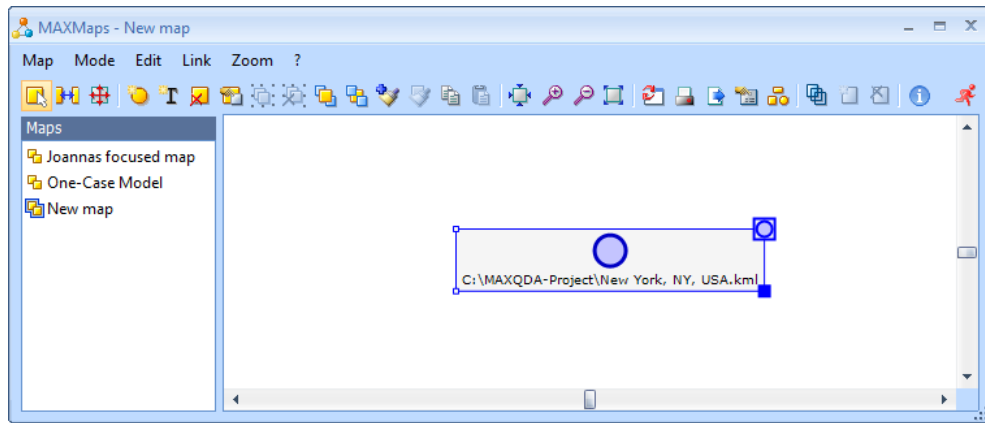 MAXMaps - New map
Map Mode Edit Link Zoom ?
Maps
Joannas focused map
One-Case Model
New map
C:\MAXQDA-Project\New York, NY, USA.kml